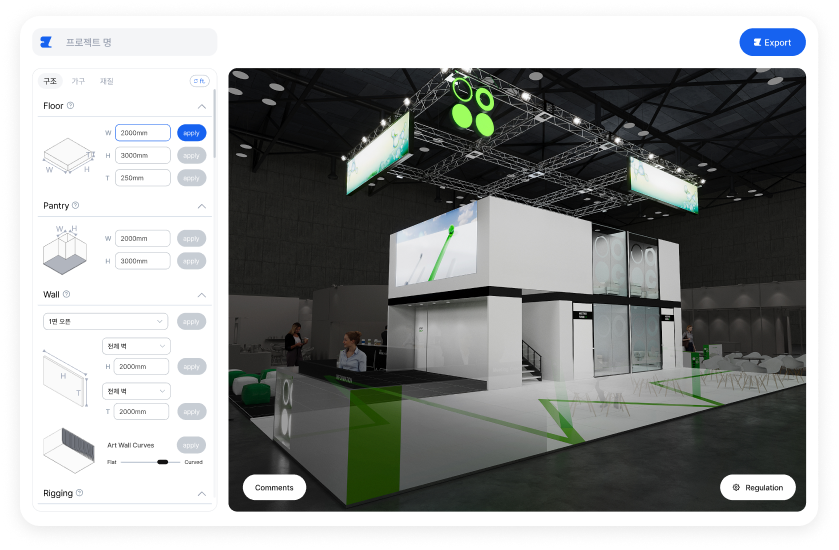 프로젝트 명
Export
구조 가구 재질
ft.
Floor
W 2000mm apply
H 3000mm apply
T 250mm apply
W H T
Pantry
W H
W 2000mm apply
H 3000mm apply
Wall
1면 오픈 apply
전체 벽
H 2000mm apply
H T
전체 벽
T 2000mm apply
Art Wall Curves apply
Flat Curved
Rigging
Comments
Regulation